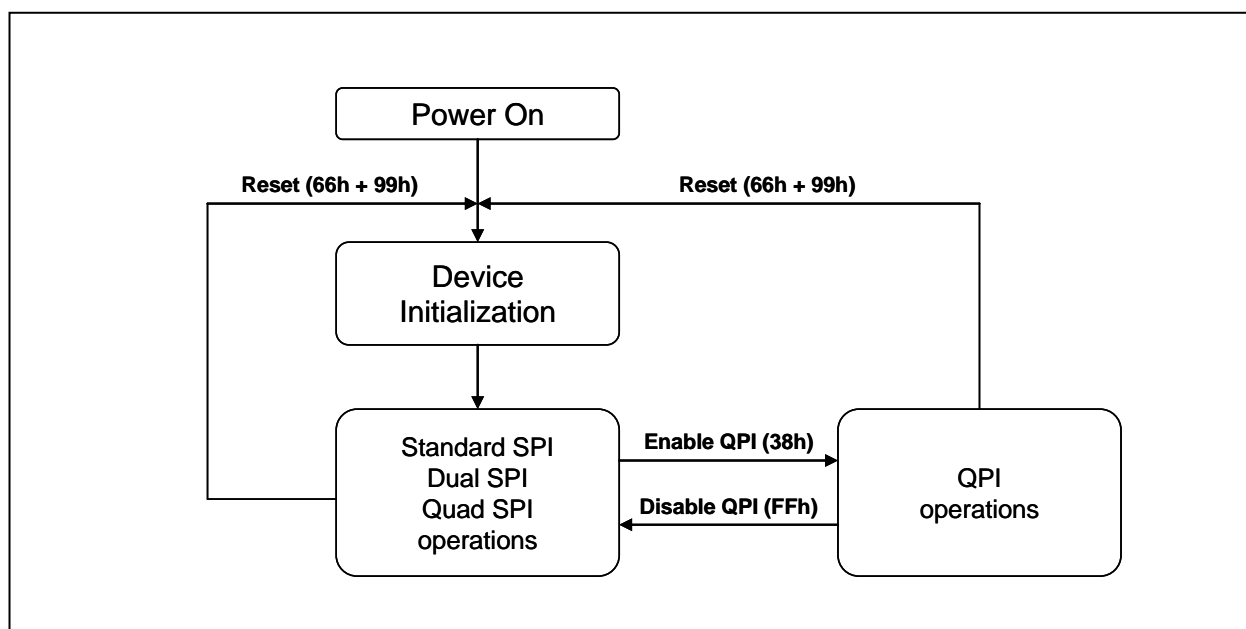 Power On
Reset (66h + 99h)
Reset (66h + 99h)
Device
Initialization
Standard SPI
Dual SPI
Quad SPI
operations
Enable QPI (38h)
Disable QPI (FFh)
QPI
operations